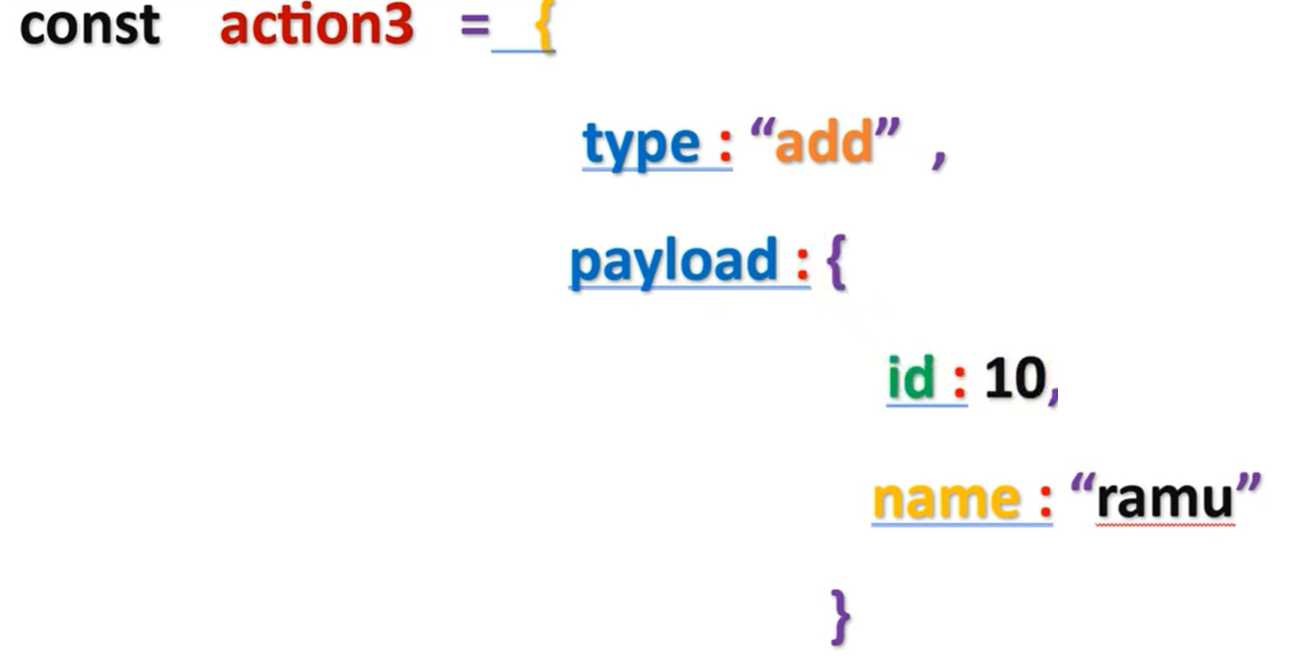 const action3 = {
type : “add” ,
payload : {
id : 10,
name : “ramu”
}